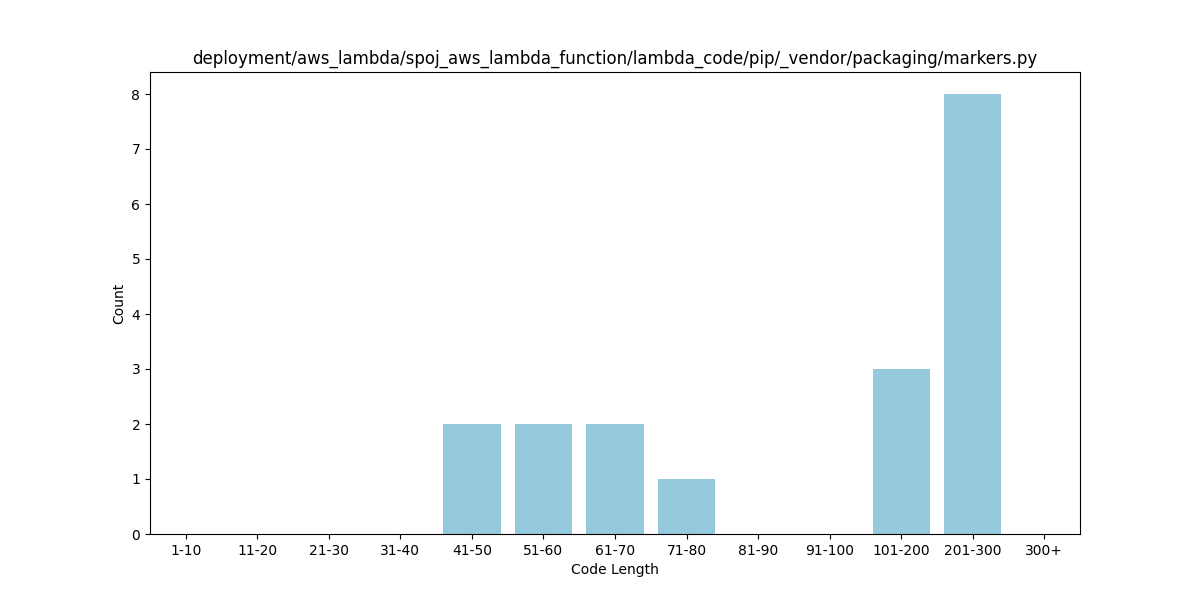 deployment/aws_lambda/spoj_aws_lambda_function/lambda_code/pip/_vendor/packaging/markers.py
8
7
6
5
4
3
2
1
0
Count
1-10 11-20 21-30 31-40 41-50 51-60 61-70 71-80 81-90 91-100 101-200 201-300 300+
Code Length